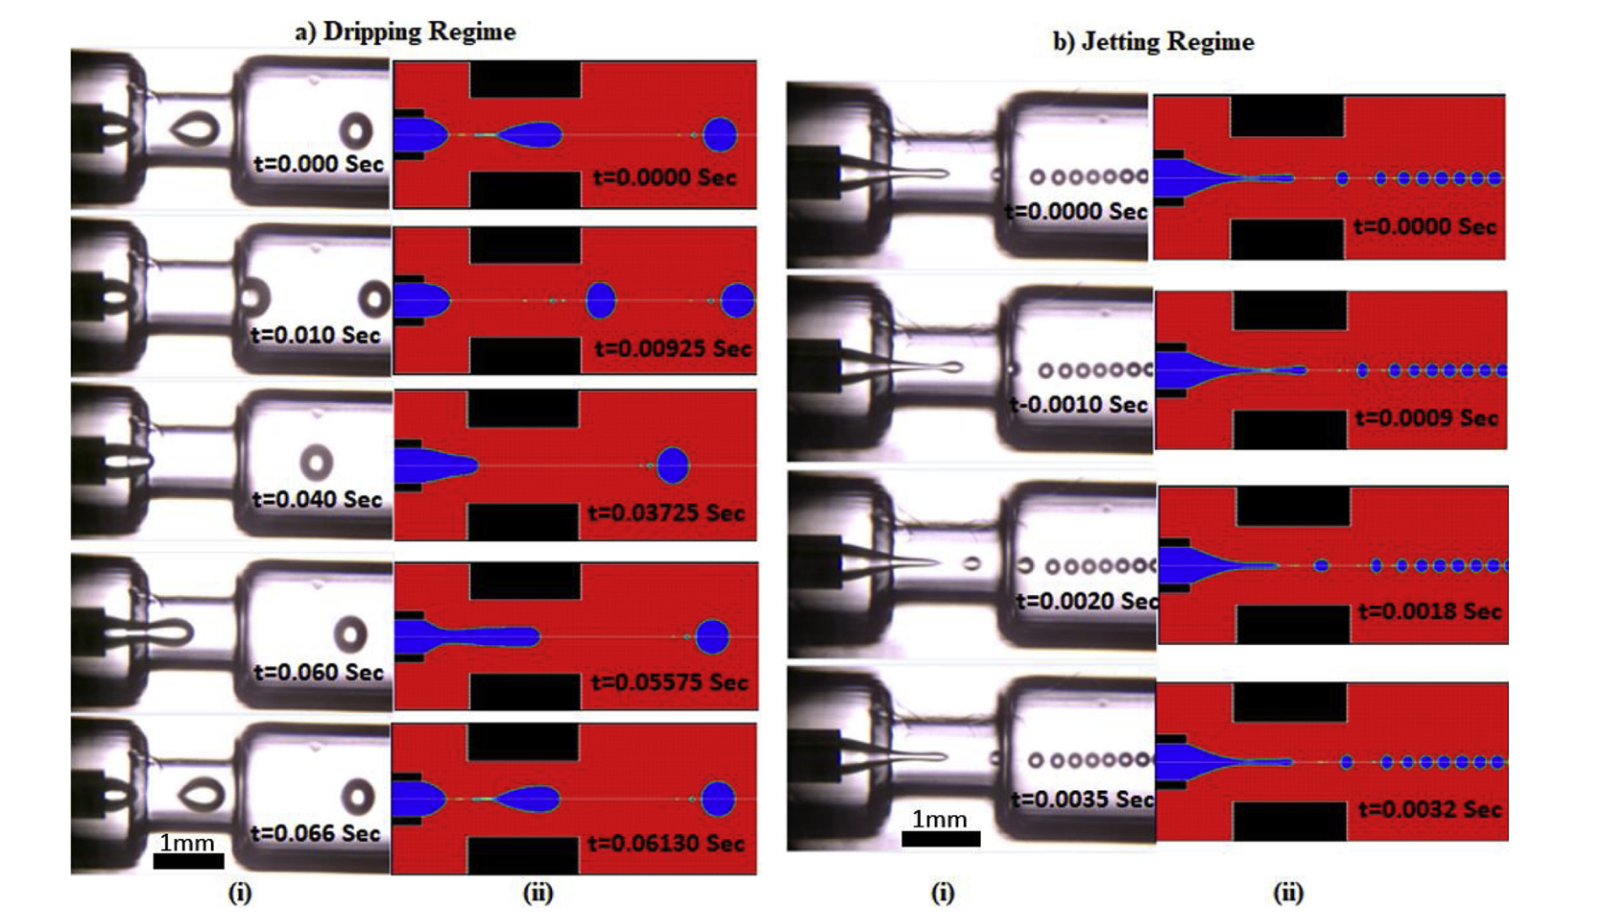 a) Dripping Regime
t=0.000 Sec
t=0.0000 Sec
t=0.010 Sec
t=0.00925 Sec
t=0.040 Sec
t=0.03725 Sec
t=0.060 Sec
t=0.05575 Sec
t=0.066 Sec
t=0.06130 Sec
1mm
(i)
(ii)
b) Jetting Regime
t=0.0000 Sec
t=0.0000 Sec
t-0.0010 Sec
t=0.0009 Sec
t=0.0020 Sec
t=0.0018 Sec
t=0.0035 Sec
t=0.0032 Sec
1mm
(i)
(ii)